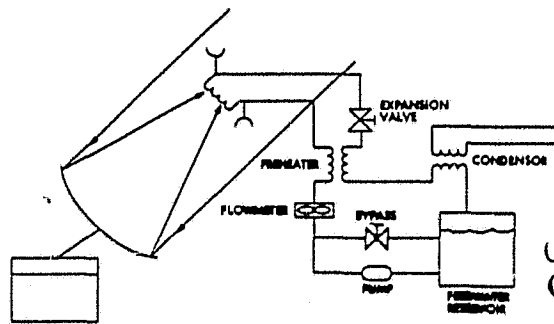 EXPANSION
VALVE
PREHEATER
CONDENSOR
FLOWMETER
BYPASS
PUMP
FEEDWATER
RESERVOIR